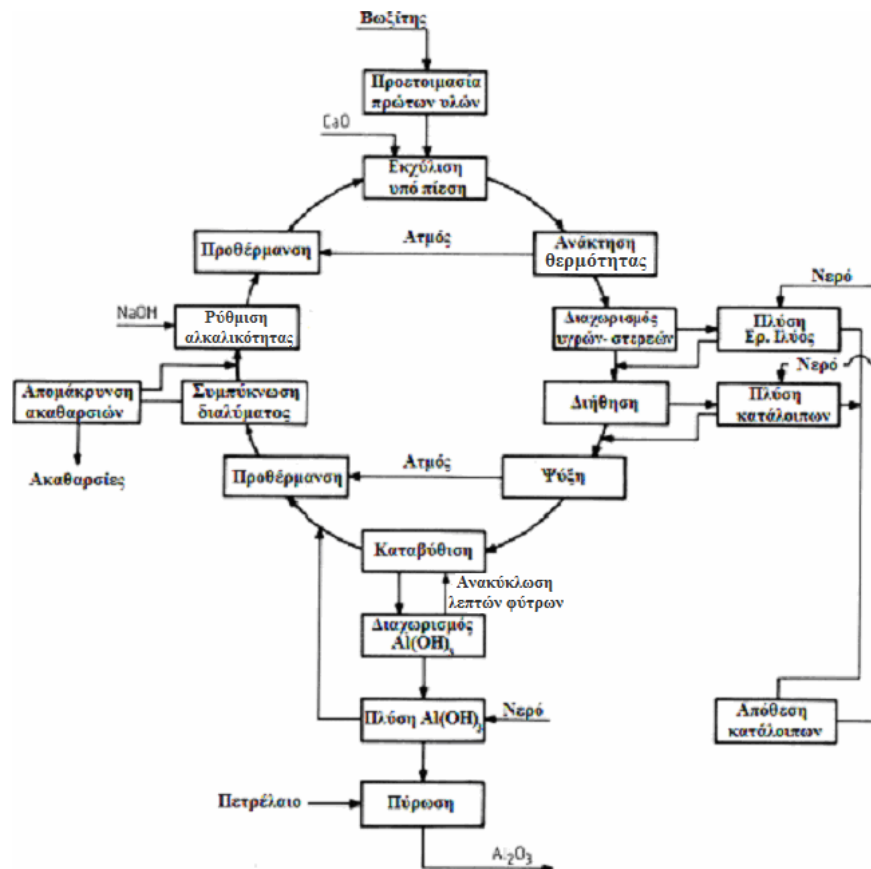 Βωξίτης
Προετοιμασία
πρώτων υλών
CaO
Εκχύλιση
υπό πίεση
Προθέρμανση
Ατμός
Ανάκτηση
θερμότητας
Νερό
NaOH
Ρύθμιση
αλκαλικότητας
Διαχωρισμός
υγρών- στερεών
Πλύση
Ερ. Ιλύος
Νερό
Απομάκρυνση
ακαθαρσιών
Συμπύκνωση
διαλύματος
Διήθηση
Πλύση
κατάλοιπων
Ακαθαρσίες
Προθέρμανση
Ατμός
Ψύξη
Καταβύθιση
Ανακύκλωση
λεπτών φύτρων
Διαχωρισμός
Al(OH)₃
Πλύση Al(OH)₃
Νερό
Απόθεση
κατάλοιπων
Πετρέλαιο
Πύρωση
Al₂O₃